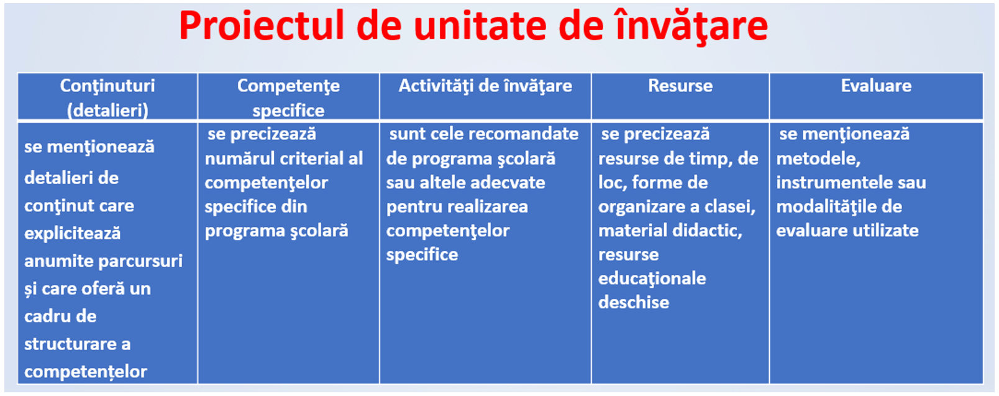 Proiectul de unitate de învăţare
Conţinuturi
(detalieri)
Competenţe
specifice
Activităţi de învăţare
Resurse
Evaluare
se menţionează
detalieri de
conţinut care
explicitează
anumite parcursuri
și care oferă un
cadru de
structurare a
competențelor
se precizează
numărul criterial al
competenţelor
specifice din
programa şcolară
sunt cele recomandate
de programa şcolară
sau altele adecvate
pentru realizarea
competenţelor
specifice
se precizează
resurse de timp, de
loc, forme de
organizare a clasei,
material didactic,
resurse
educaţionale
deschise
se menţionează
metodele,
instrumentele sau
modalităţile de
evaluare utilizate